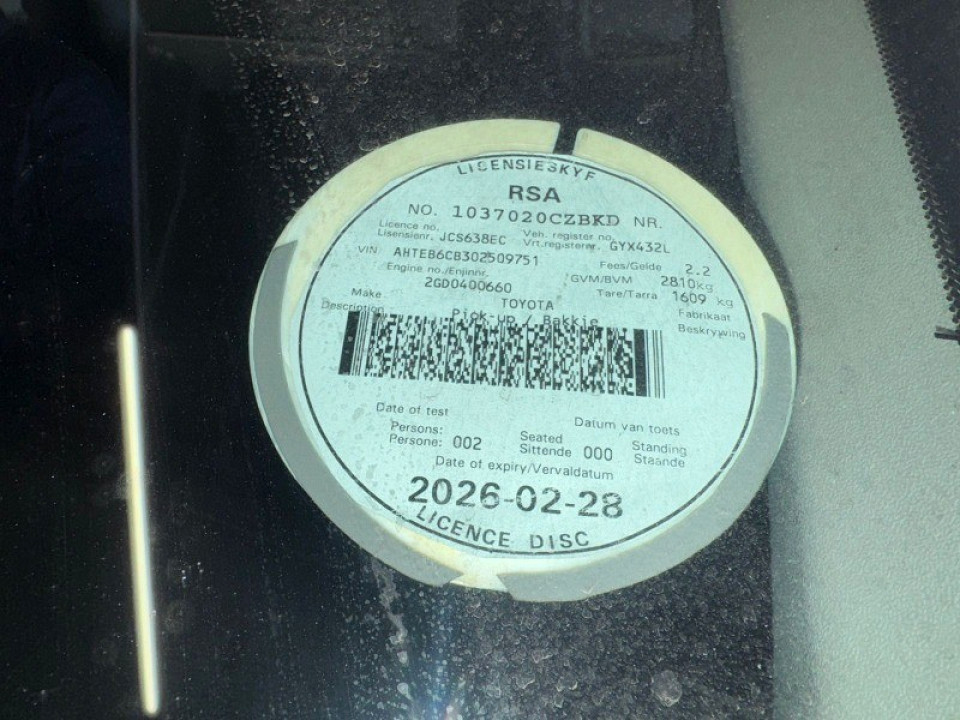 LISENSIESKYF
RSA
NO. 1037020CZBKD NR.
Licence no. Veh. register no.
Lisensienr. JCS638EC Vrt.registernr. GYX432L
VIN AHTEB6CB302509751 Fees/Gelde 2.2
Engine no./Enjinnr. GVM/BVM 2810kg
2GD0400660 Tare/Tarra 1609 kg
Make TOYOTA Fabrikaat
Description Pick-up / Bakkie Beskrywing
Date of test Datum van toets
Persons: Seated Standing
Persone: 002 Sittende 000 Staande
Date of expiry/Vervaldatum
2026-02-28
LICENCE DISC